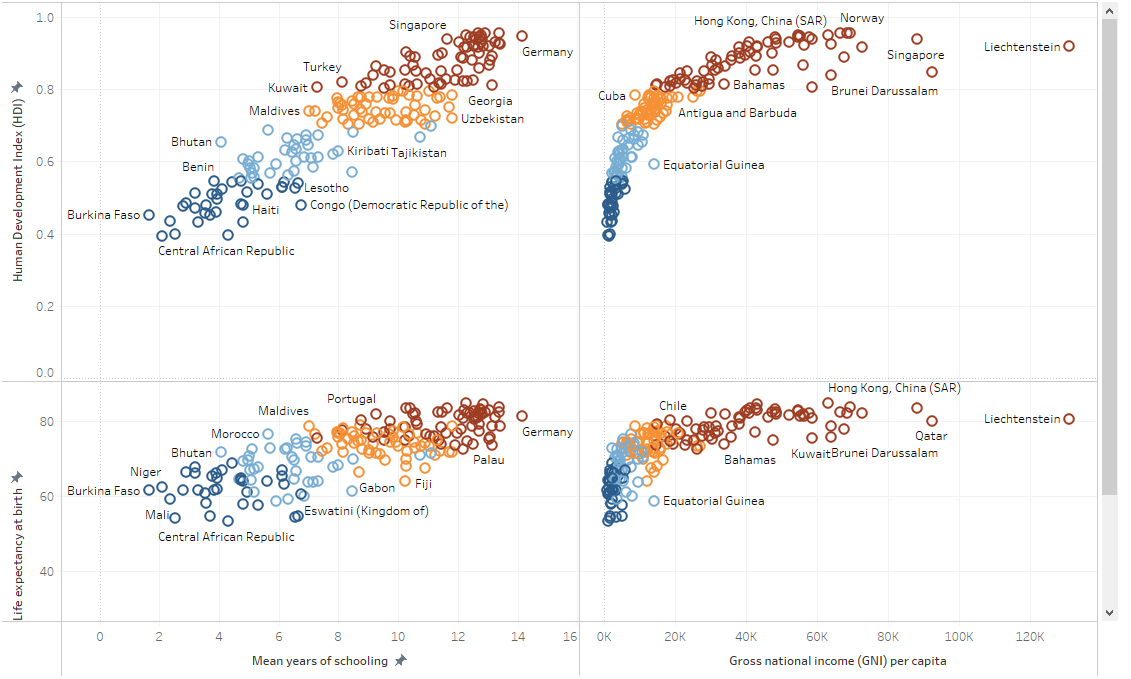 1.0
0.8
0.6
0.4
0.2
0.0
Human Development Index (HDI)
Singapore
Germany
Turkey
Kuwait
Georgia
Maldives
Uzbekistan
Bhutan
Kiribati
Tajikistan
Benin
Lesotho
Haiti
Congo (Democratic Republic of the)
Burkina Faso
Central African Republic
Hong Kong, China (SAR)
Norway
Singapore
Liechtenstein
Bahamas
Brunei Darussalam
Cuba
Antigua and Barbuda
Equatorial Guinea
80
60
40
Life expectancy at birth
Portugal
Maldives
Germany
Morocco
Bhutan
Palau
Niger
Burkina Faso
Gabon
Fiji
Mali
Eswatini (Kingdom of)
Central African Republic
Hong Kong, China (SAR)
Chile
Liechtenstein
Qatar
Bahamas
Kuwait
Brunei Darussalam
Equatorial Guinea
0 2 4 6 8 10 12 14 16
Mean years of schooling
0K 20K 40K 60K 80K 100K 120K
Gross national income (GNI) per capita